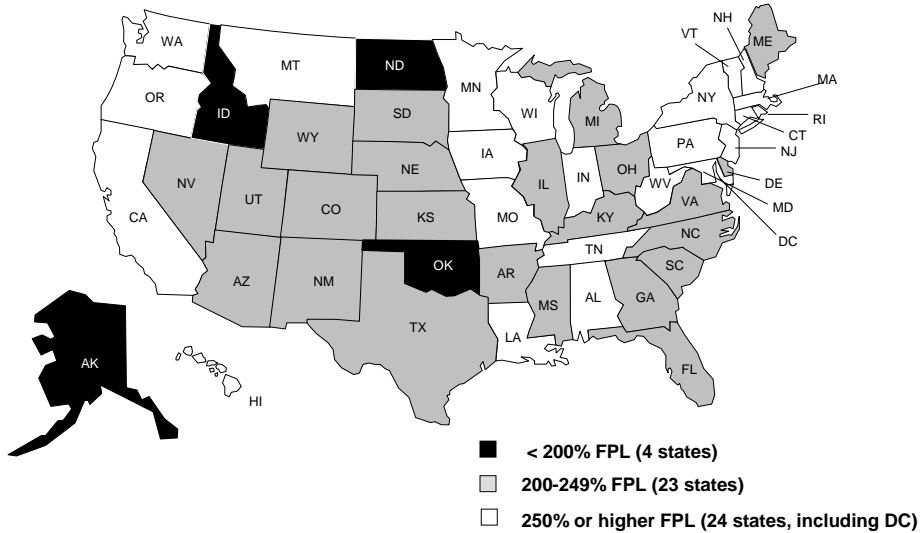 NH
VT
ME
WA
MT
ND
MN
MA
OR
ID
SD
WI
NY
RI
WY
MI
CT
IA
PA
NJ
NE
NV
UT
IL
IN
OH
DE
CO
WV
VA
MD
CA
KS
MO
KY
DC
NC
TN
OK
AR
SC
AZ
NM
MS
AL
GA
TX
LA
AK
FL
HI
< 200% FPL (4 states)
200-249% FPL (23 states)
250% or higher FPL (24 states, including DC)